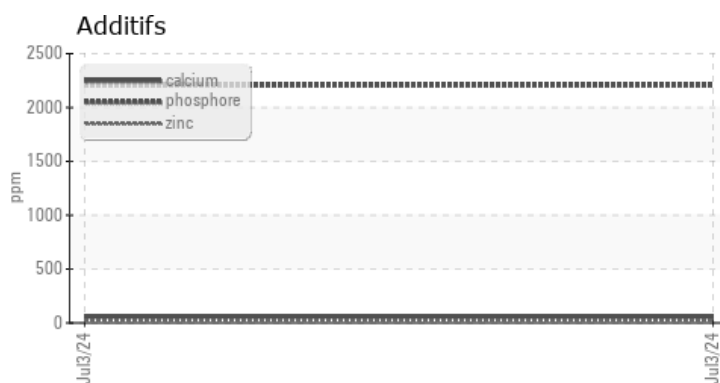 Additifs
2500
2000
1500
1000
500
0
ppm
calcium
phosphore
zinc
Jul3/24
Jul3/24